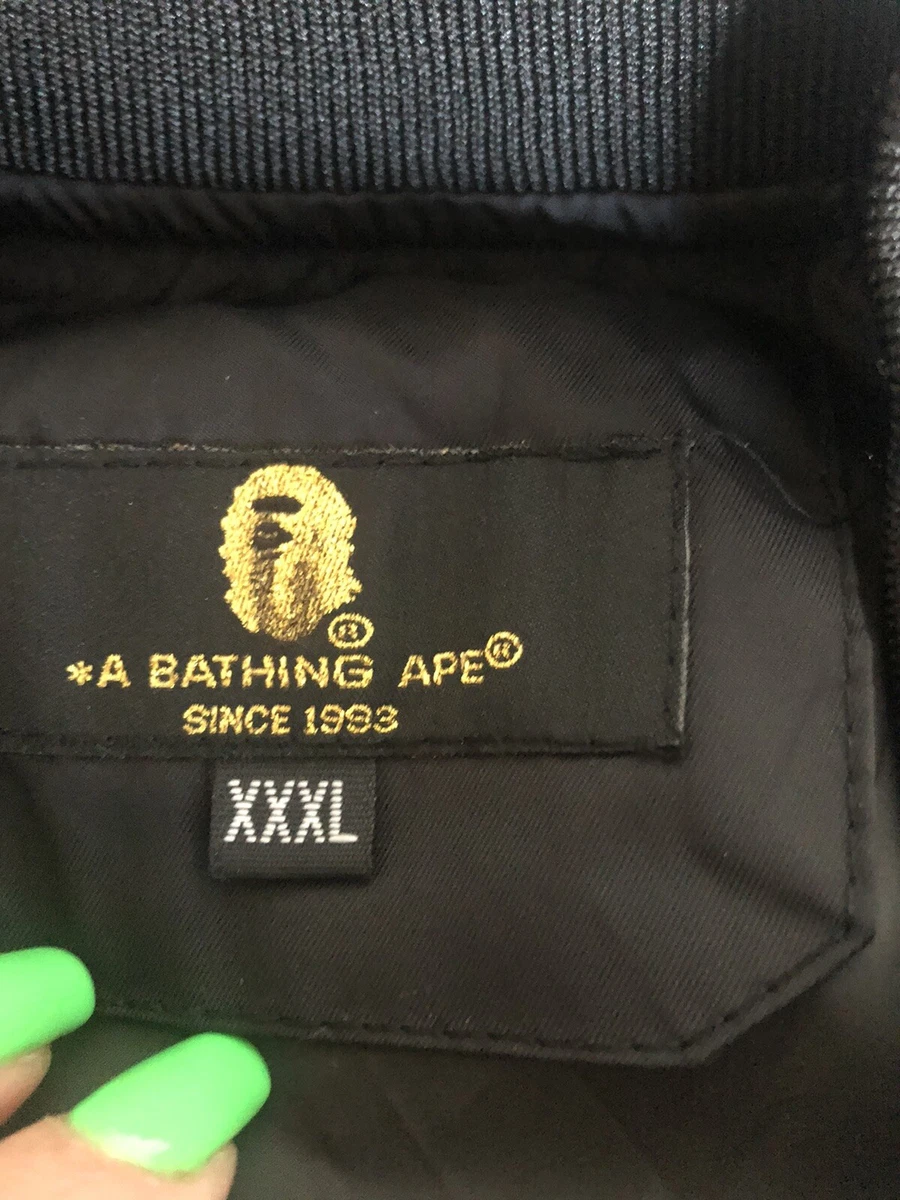 ®
*A BATHING APE®
SINCE 1993
XXXL